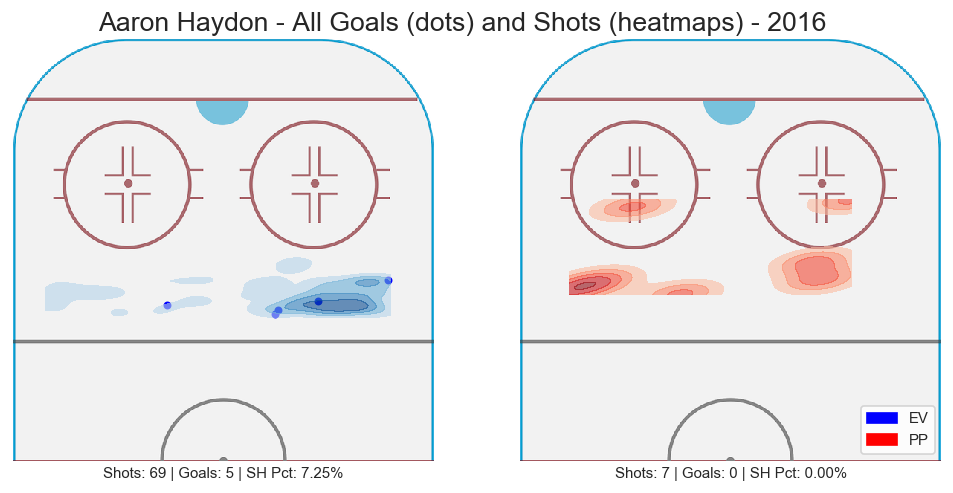 Aaron Haydon - All Goals (dots) and Shots (heatmaps) - 2016
EV
PP
Shots: 69 | Goals: 5 | SH Pct: 7.25%
Shots: 7 | Goals: 0 | SH Pct: 0.00%